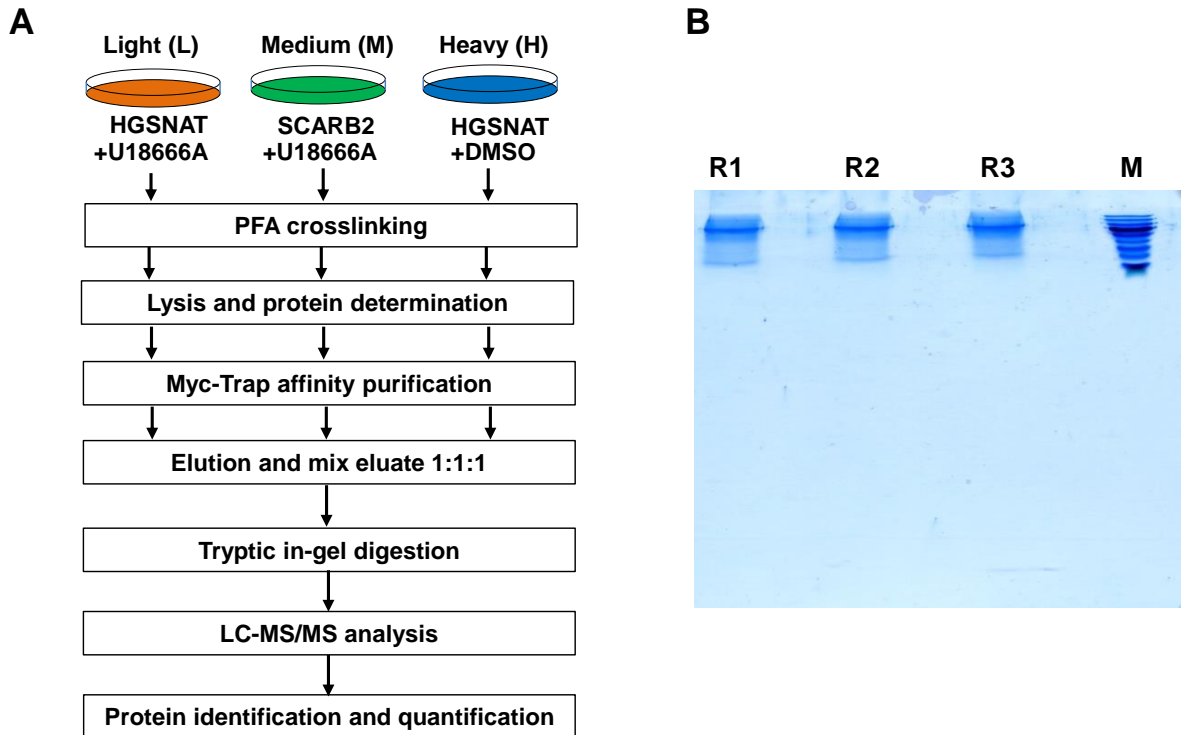 A
Light (L)
Medium (M)
Heavy (H)
HGSNAT
+U18666A
SCARB2
+U18666A
HGSNAT
+DMSO
PFA crosslinking
Lysis and protein determination
Myc-Trap affinity purification
Elution and mix eluate 1:1:1
Tryptic in-gel digestion
LC-MS/MS analysis
Protein identification and quantification
B
R1
R2
R3
M